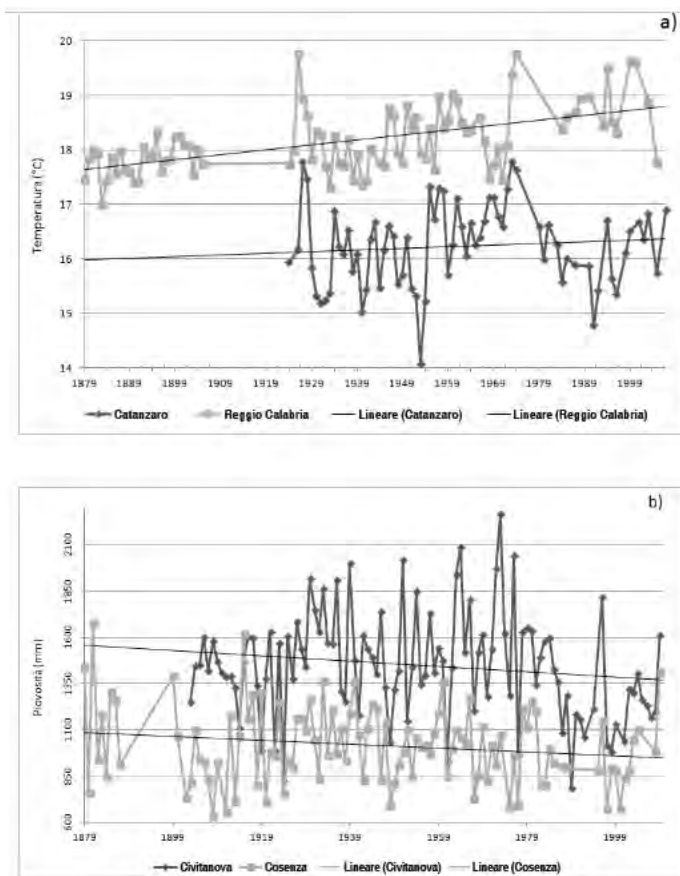 a)
20
19
18
17
16
15
14
Temperatura (°C)
1879 1889 1899 1909 1919 1929 1939 1949 1959 1969 1979 1989 1999
Catanzaro Reggio Calabria Lineare (Catanzaro) Lineare (Reggio Calabria)
b)
2100
1850
1600
1350
1100
850
600
Piovosità (mm)
1879 1899 1919 1939 1959 1979 1999
Civitanova Cosenza Lineare (Civitanova) Lineare (Cosenza)